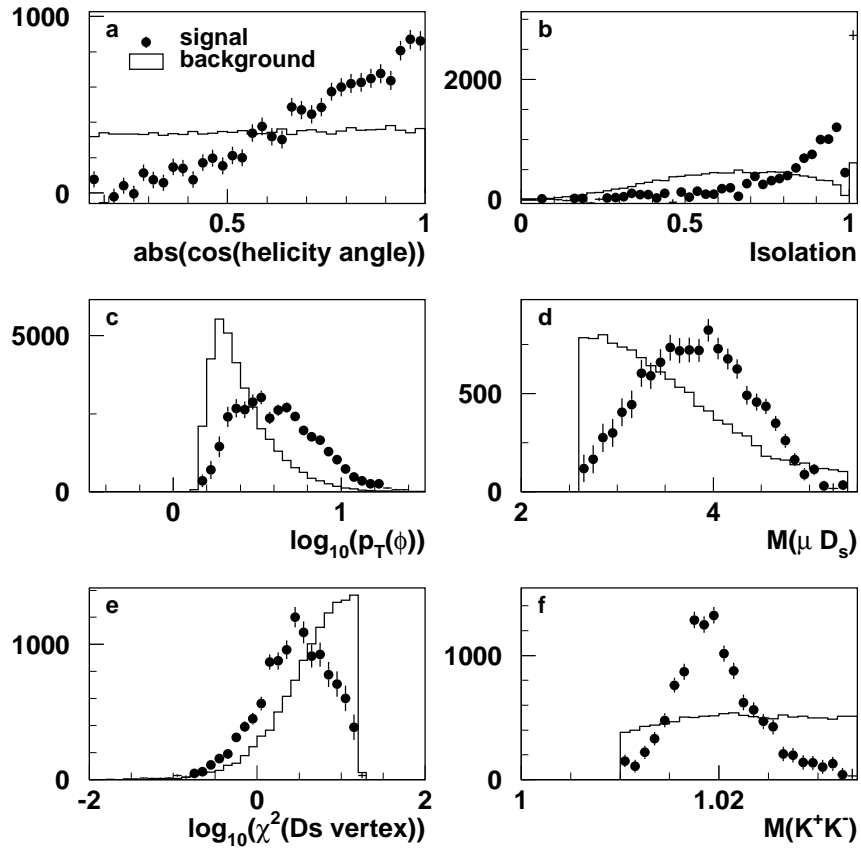 a
signal
background
1000
0
0.5
1
abs(cos(helicity angle))
b
2000
0
0
0.5
1
Isolation
c
5000
0
0
1
log₁₀(p_T(ϕ))
d
500
0
2
4
M(μ D_s)
e
1000
0
-2
0
2
log₁₀(χ²(Ds vertex))
f
1000
0
1
1.02
M(K⁺K⁻)